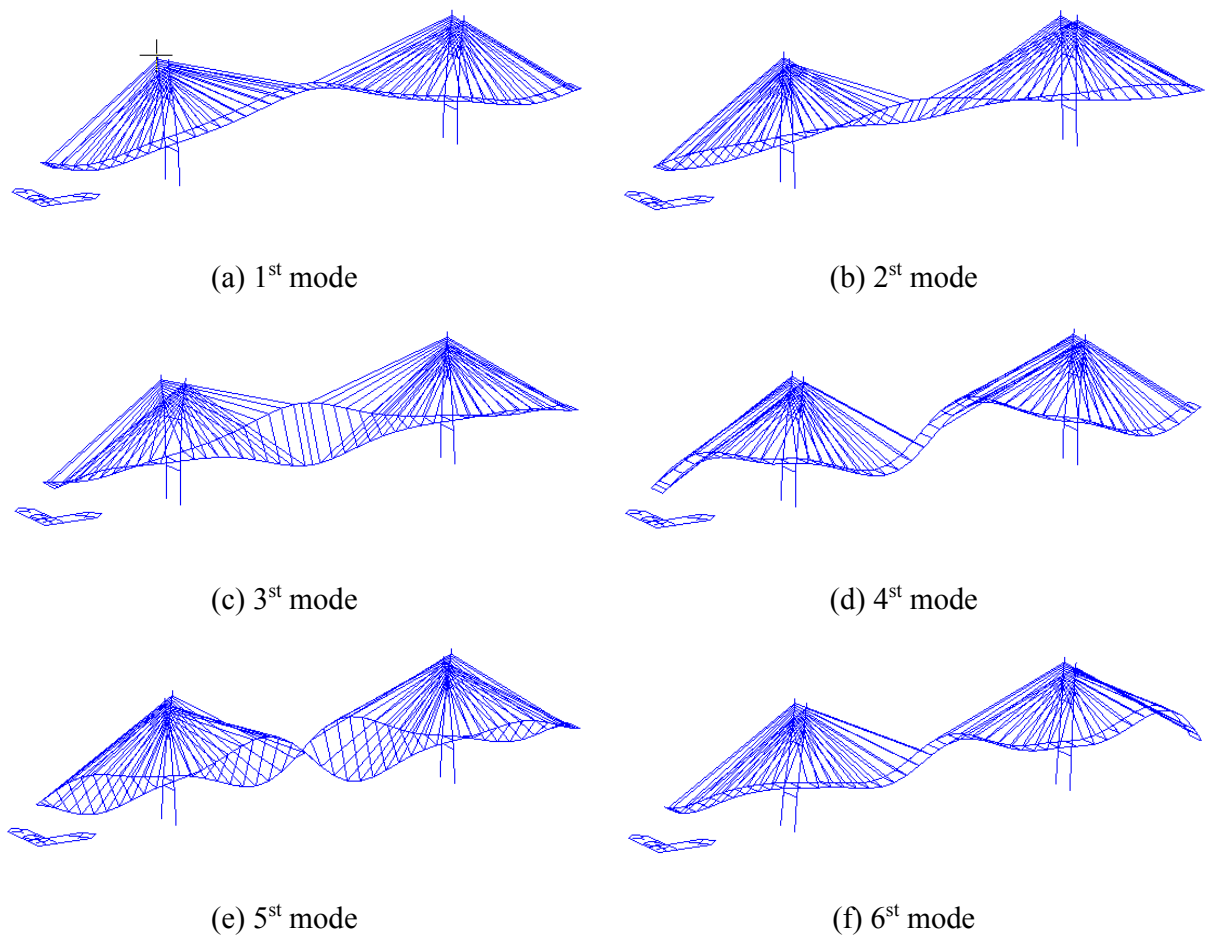 (a) 1st mode
(b) 2st mode
(c) 3st mode
(d) 4st mode
(e) 5st mode
(f) 6st mode